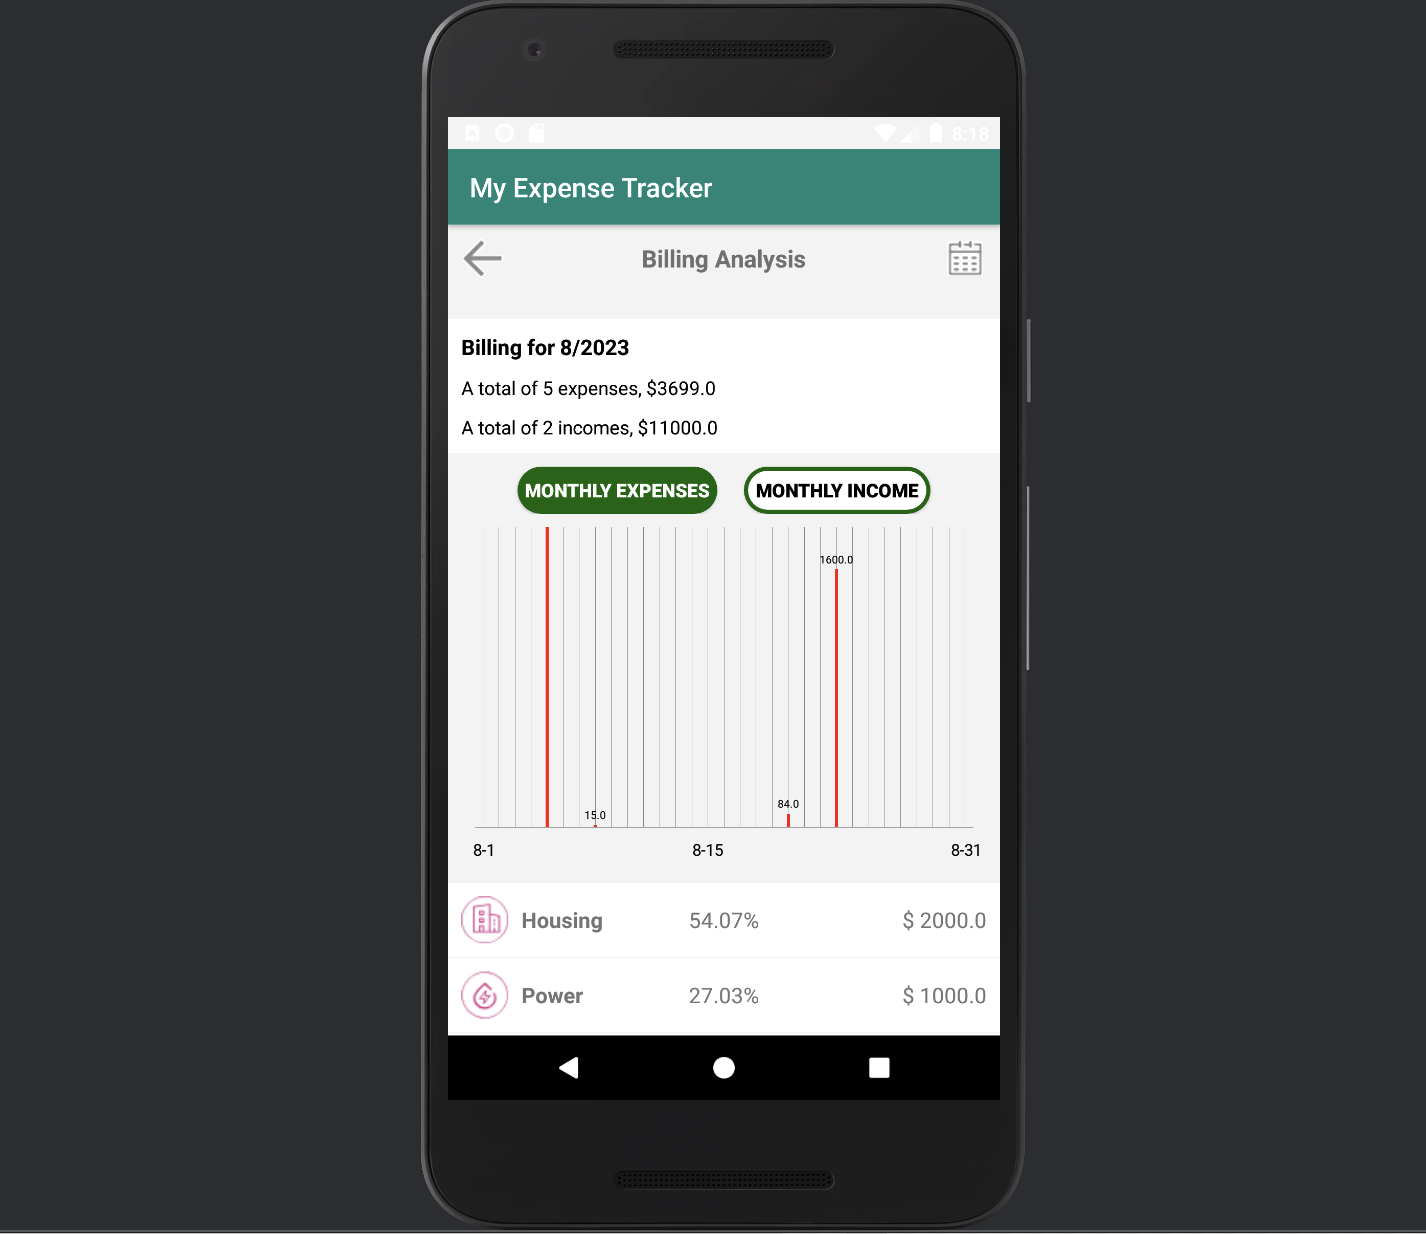 8:18
My Expense Tracker
Billing Analysis
Billing for 8/2023
A total of 5 expenses, $3699.0
A total of 2 incomes, $11000.0
MONTHLY EXPENSES MONTHLY INCOME
1600.0
84.0
15.0
8-1 8-15 8-31
Housing 54.07% $ 2000.0
Power 27.03% $ 1000.0